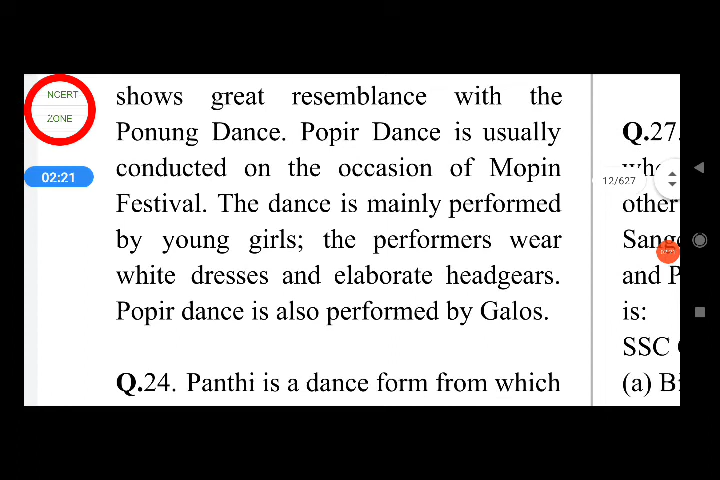 NCERT
ZONE
02:21
shows great resemblance with the
Ponung Dance. Popir Dance is usually
conducted on the occasion of Mopin
Festival. The dance is mainly performed
by young girls; the performers wear
white dresses and elaborate headgears.
Popir dance is also performed by Galos.
Q.24. Panthi is a dance form from which
12/627
Q.27.
other
and P
is:
SSC
(a) Bi